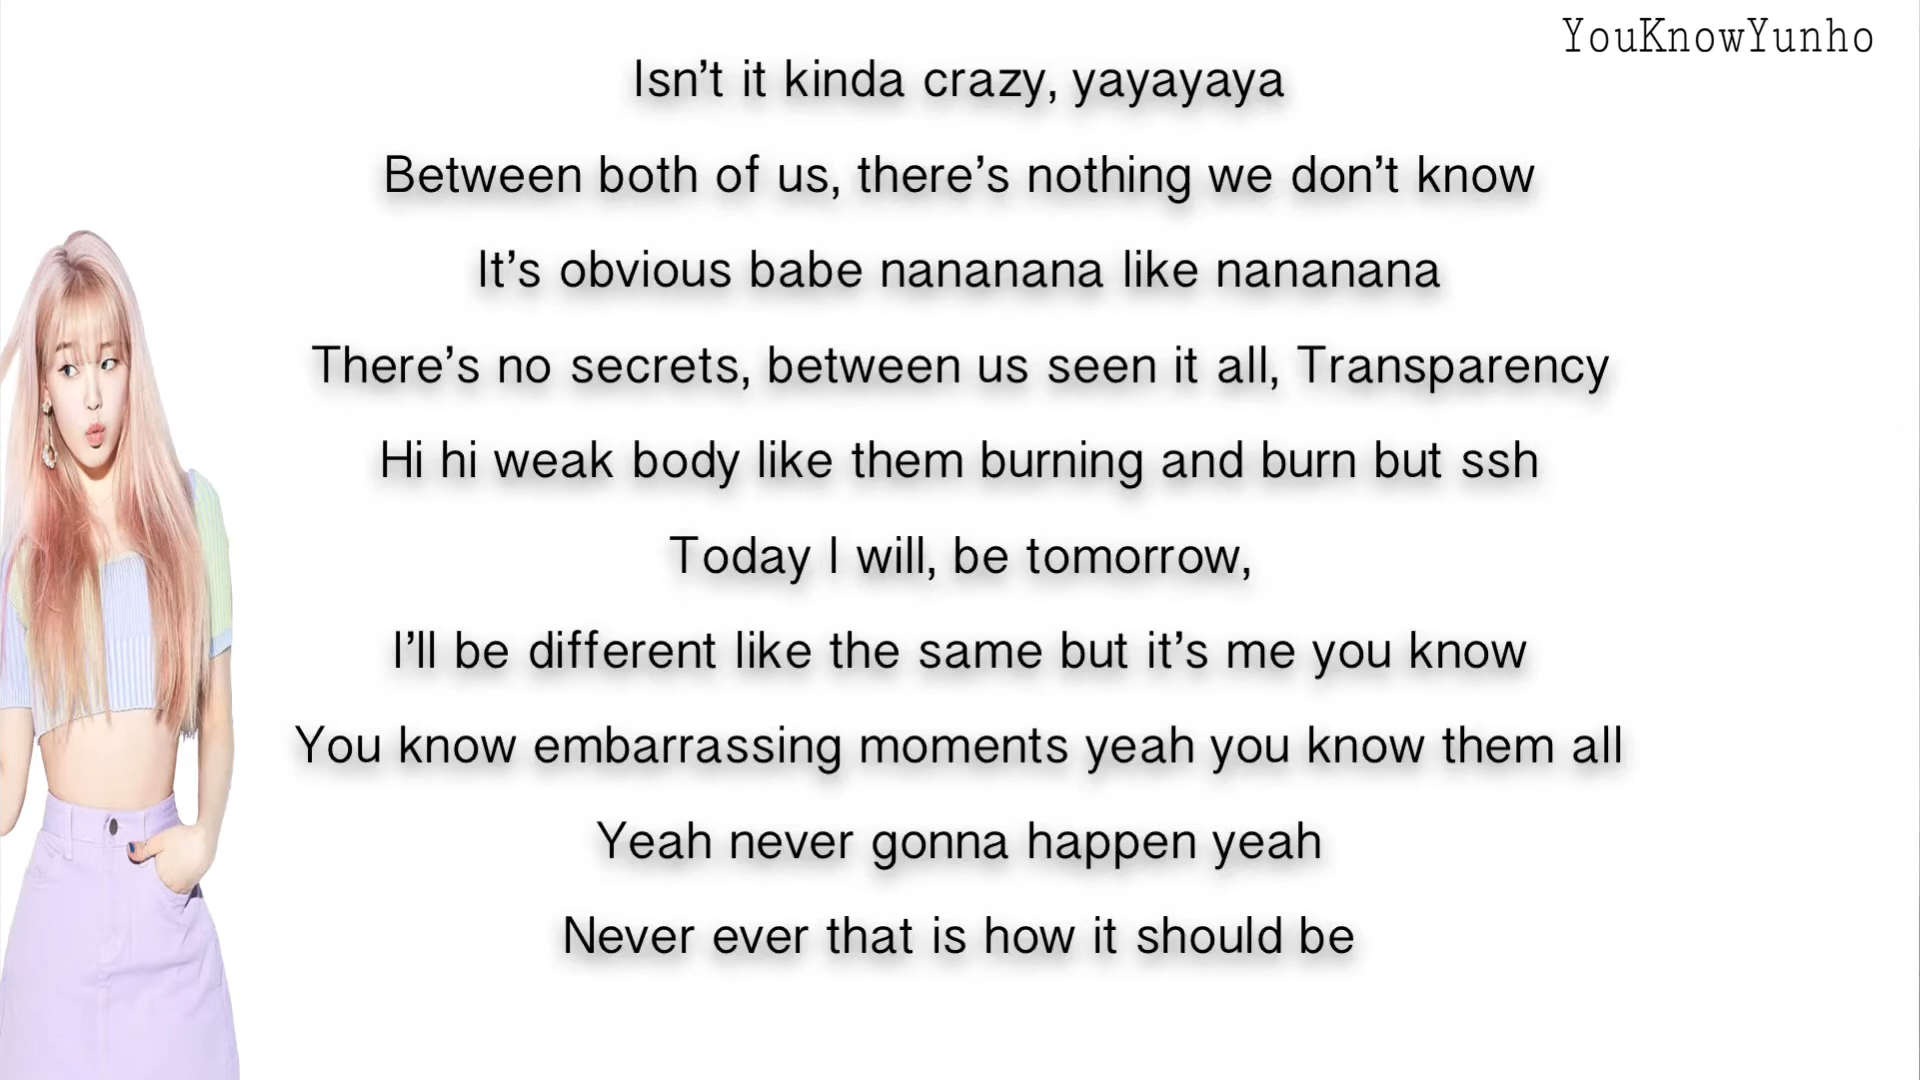 YouKnowYunho
Isn't it kinda crazy, yayayaya
Between both of us, there's nothing we don't know
It's obvious babe nananana like nananana
There's no secrets, between us seen it all, Transparency
Hi hi weak body like them burning and burn but ssh
Today I will, be tomorrow,
I'll be different like the same but it's me you know
You know embarrassing moments yeah you know them all
Yeah never gonna happen yeah
Never ever that is how it should be